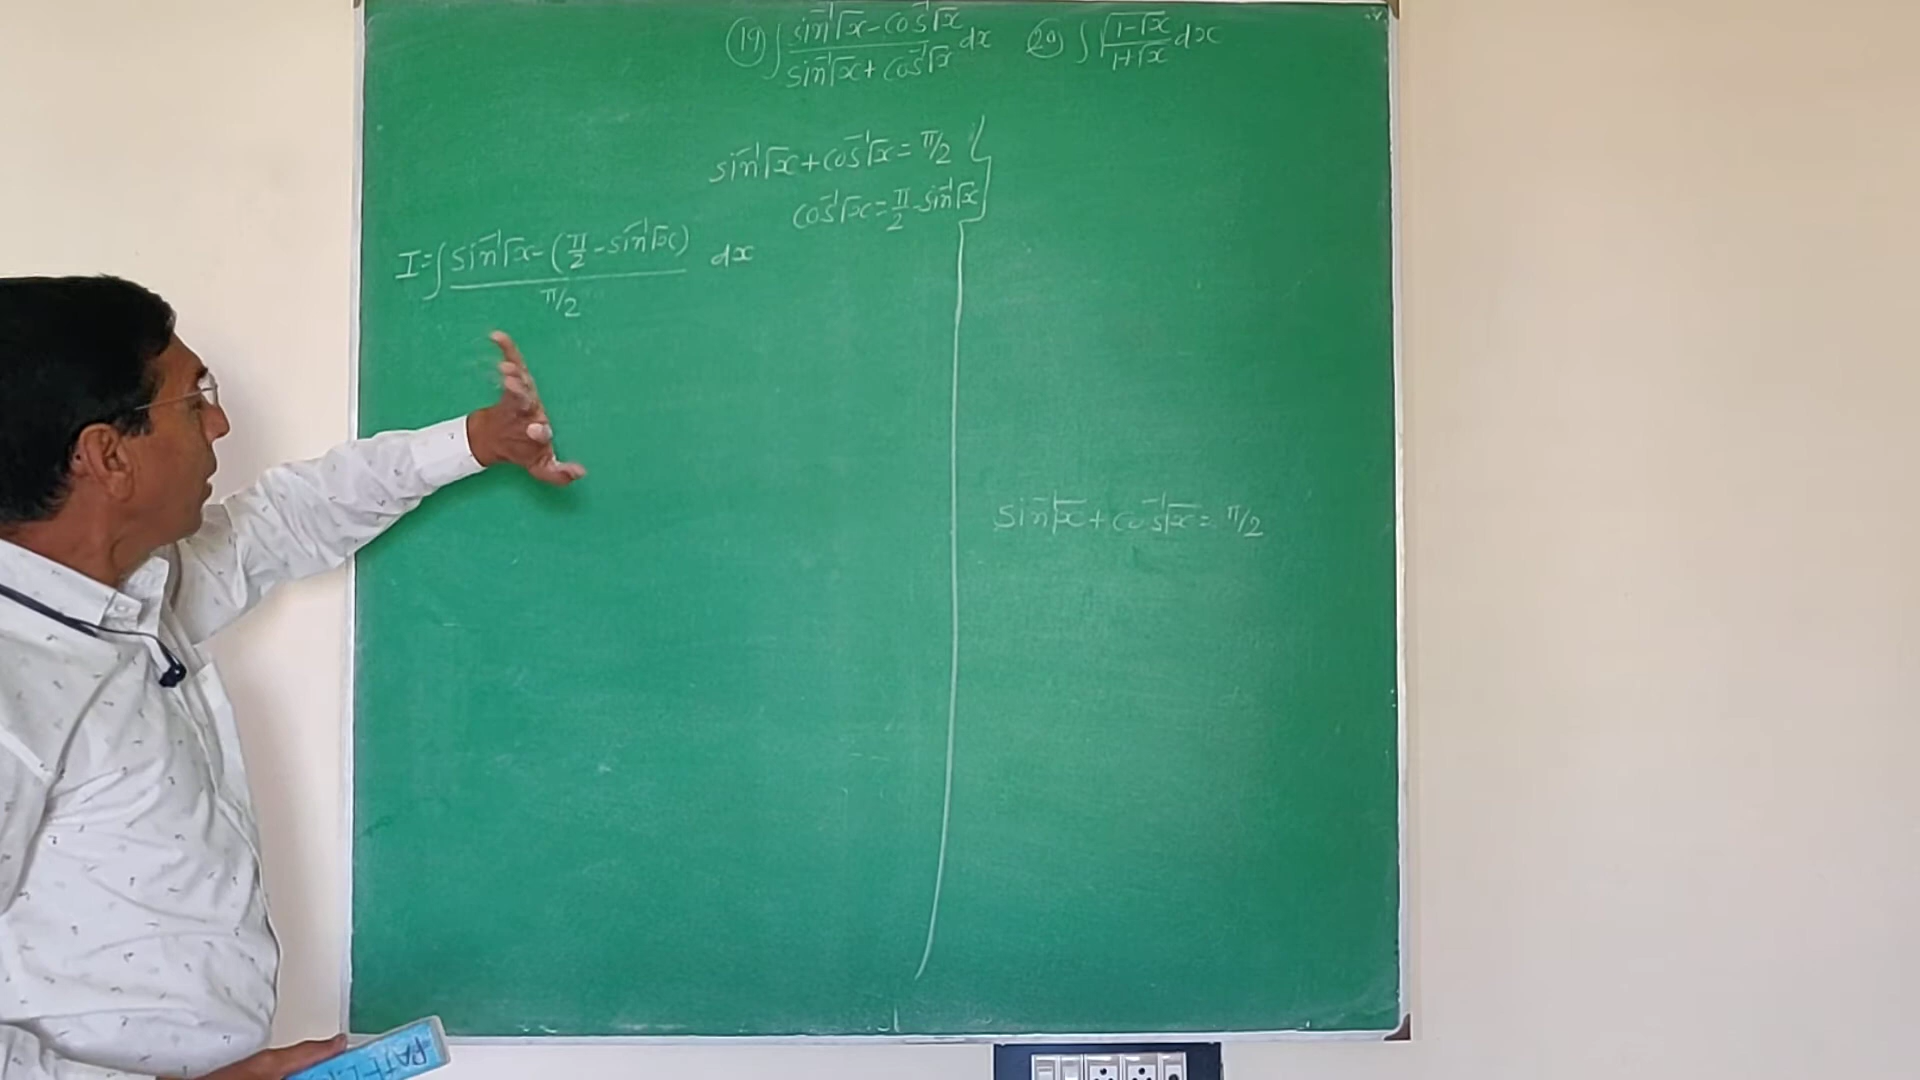 (19) ∫ (sin⁻¹√x - cos⁻¹√x)/(sin⁻¹√x + cos⁻¹√x) dx (20) ∫ √((1-√x)/(1+√x)) dx
sin⁻¹√x + cos⁻¹√x = π/2
cos⁻¹√x = π/2 - sin⁻¹√x
I = ∫ (sin⁻¹√x - (π/2 - sin⁻¹√x))/(π/2) dx
sin⁻¹√x + cos⁻¹√x = π/2